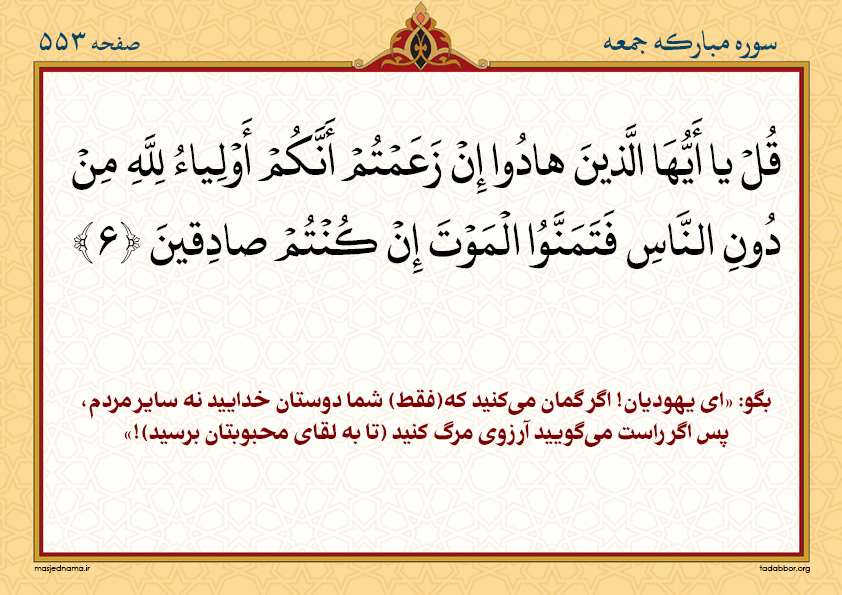 سوره مبارکه جمعه
صفحه ۵۵۳
قُلْ يا أَيُّهَا الَّذينَ هادُوا إِنْ زَعَمْتُمْ أَنَّكُمْ أَوْلِياءُ لِلَّهِ مِنْ
دُونِ النَّاسِ فَتَمَنَّوُا الْمَوْتَ إِنْ كُنْتُمْ صادِقينَ ﴿۶﴾
بگو: «ای یهودیان! اگر گمان می‌کنید که(فقط) شما دوستان خدایید نه سایر مردم،
پس اگر راست می‌گویید آرزوی مرگ کنید (تا به لقای محبوبتان برسید)!»
masjednama.ir
tadabbor.org